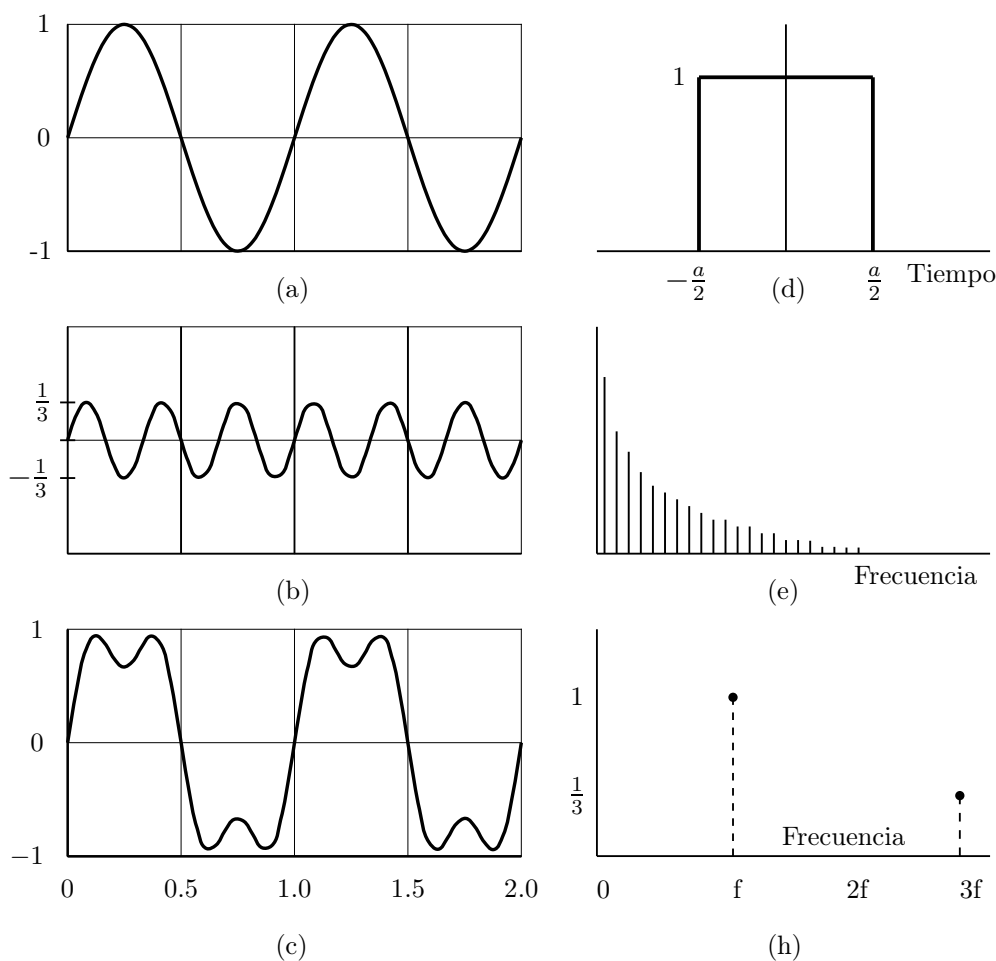 1
0
-1
(a)
1
-a/2
(d)
a/2
Tiempo
1/3
-1/3
(b)
Frecuencia
(e)
1
0
−1
0
0.5
1.0
1.5
2.0
(c)
1
1/3
Frecuencia
0
f
2f
3f
(h)